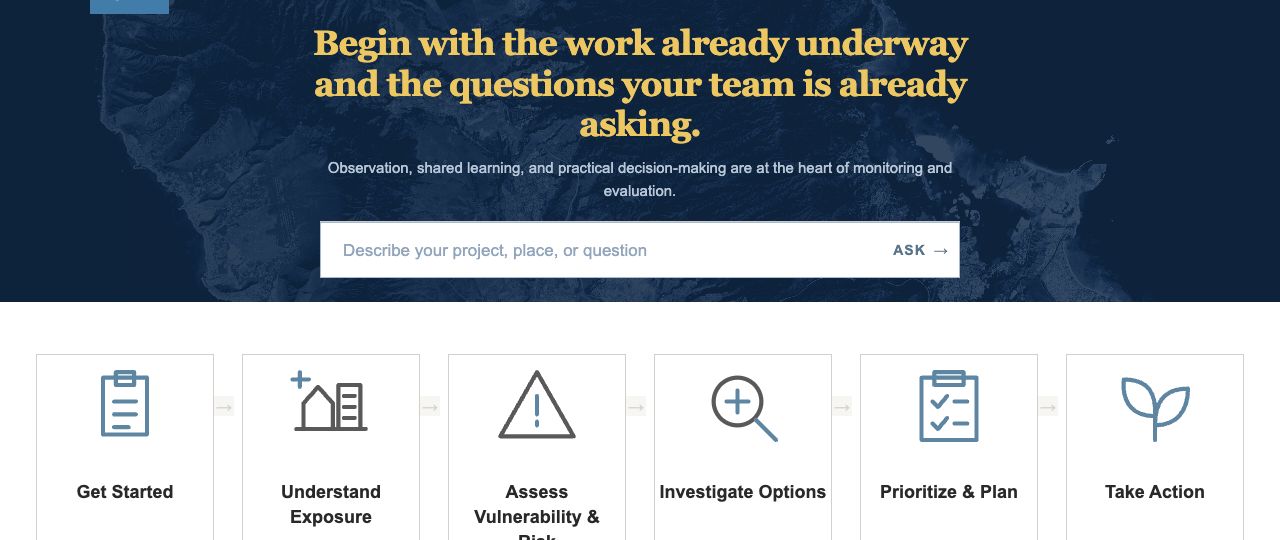 Begin with the work already underway
and the questions your team is already
asking.
Observation, shared learning, and practical decision-making are at the heart of monitoring and
evaluation.
Describe your project, place, or question
ASK →
Get Started
→
Understand
Exposure
→
Assess
Vulnerability &
Risk
→
Investigate Options
→
Prioritize & Plan
→
Take Action